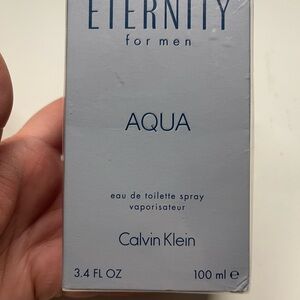 ETERNITY
for men
AQUA
eau de toilette spray
vaporisateur
Calvin Klein
3.4 FL OZ 100 ml ℮